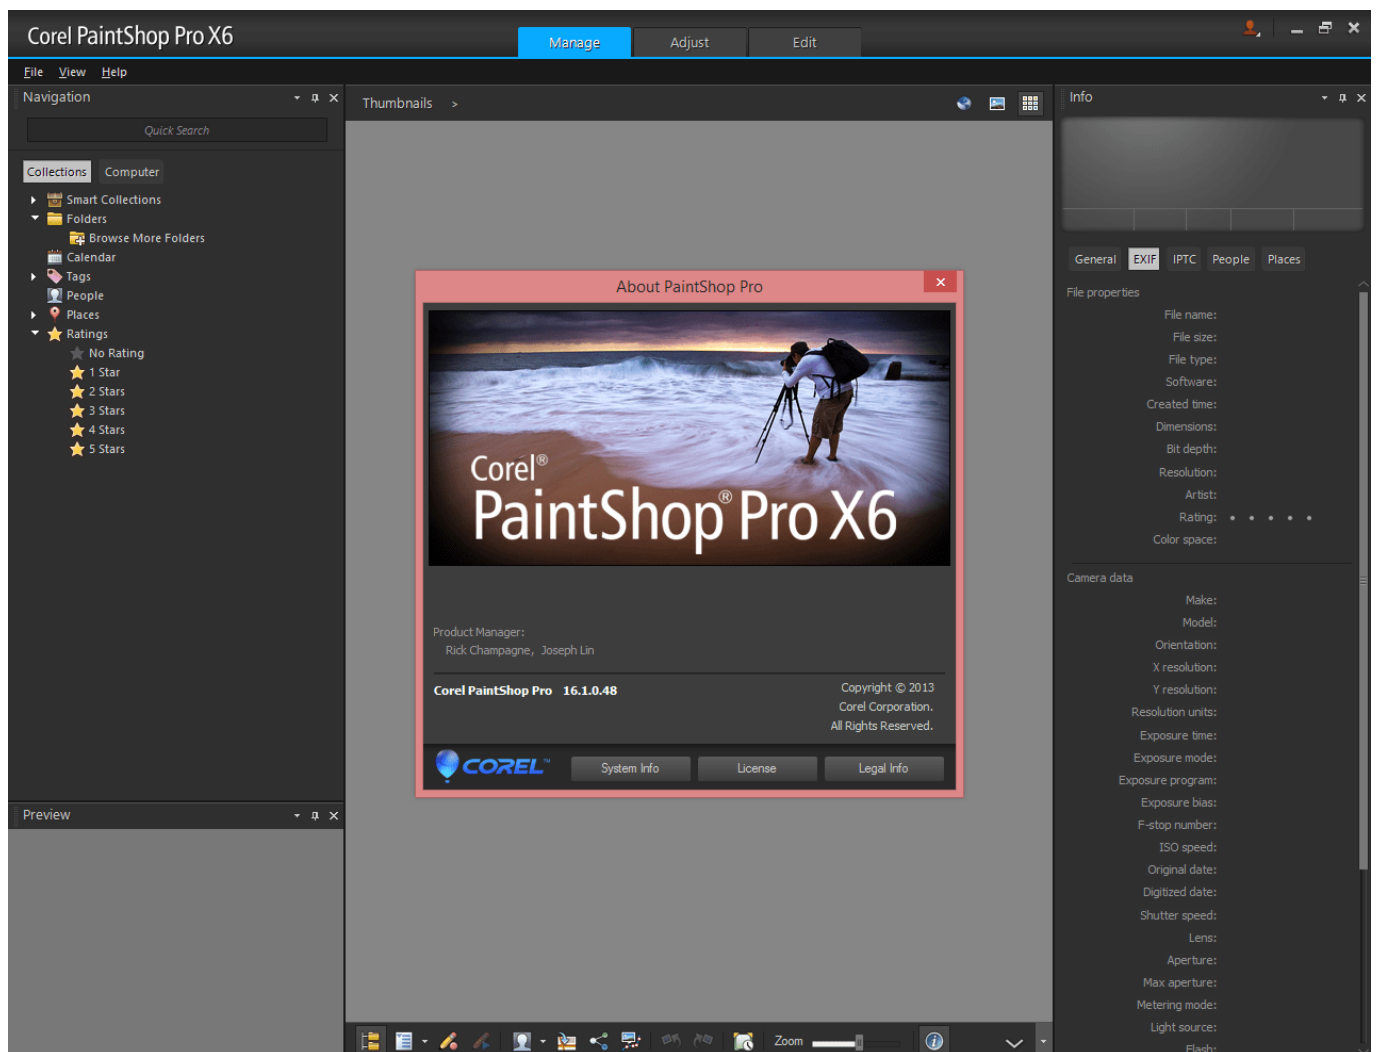 Corel PaintShop Pro X6
Manage
Adjust
Edit
File View Help
Navigation
Quick Search
Collections
Computer
Smart Collections
Folders
Browse More Folders
Calendar
Tags
People
Places
Ratings
No Rating
1 Star
2 Stars
3 Stars
4 Stars
5 Stars
Preview
Thumbnails >
About PaintShop Pro
Corel®
PaintShop® Pro X6
Product Manager:
Rick Champagne, Joseph Lin
Corel PaintShop Pro 16.1.0.48
Copyright © 2013
Corel Corporation.
All Rights Reserved.
COREL™
System Info
License
Legal Info
Zoom
Info
General
EXIF
IPTC
People
Places
File properties
File name:
File size:
File type:
Software:
Created time:
Dimensions:
Bit depth:
Resolution:
Artist:
Rating:
Color space:
Camera data
Make:
Model:
Orientation:
X resolution:
Y resolution:
Resolution units:
Exposure time:
Exposure mode:
Exposure program:
Exposure bias:
F-stop number:
ISO speed:
Original date:
Digitized date:
Shutter speed:
Lens:
Aperture:
Max aperture:
Metering mode:
Light source:
Flash: